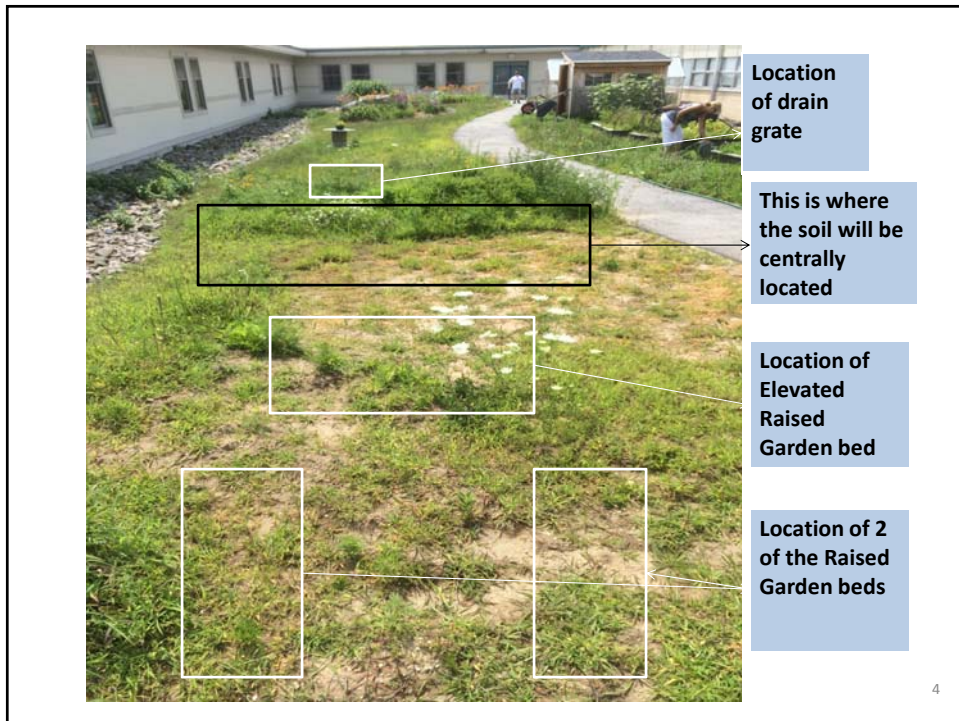 Location
of drain
grate
This is where
the soil will be
centrally
located
Location of
Elevated
Raised
Garden bed
Location of 2
of the Raised
Garden beds
4